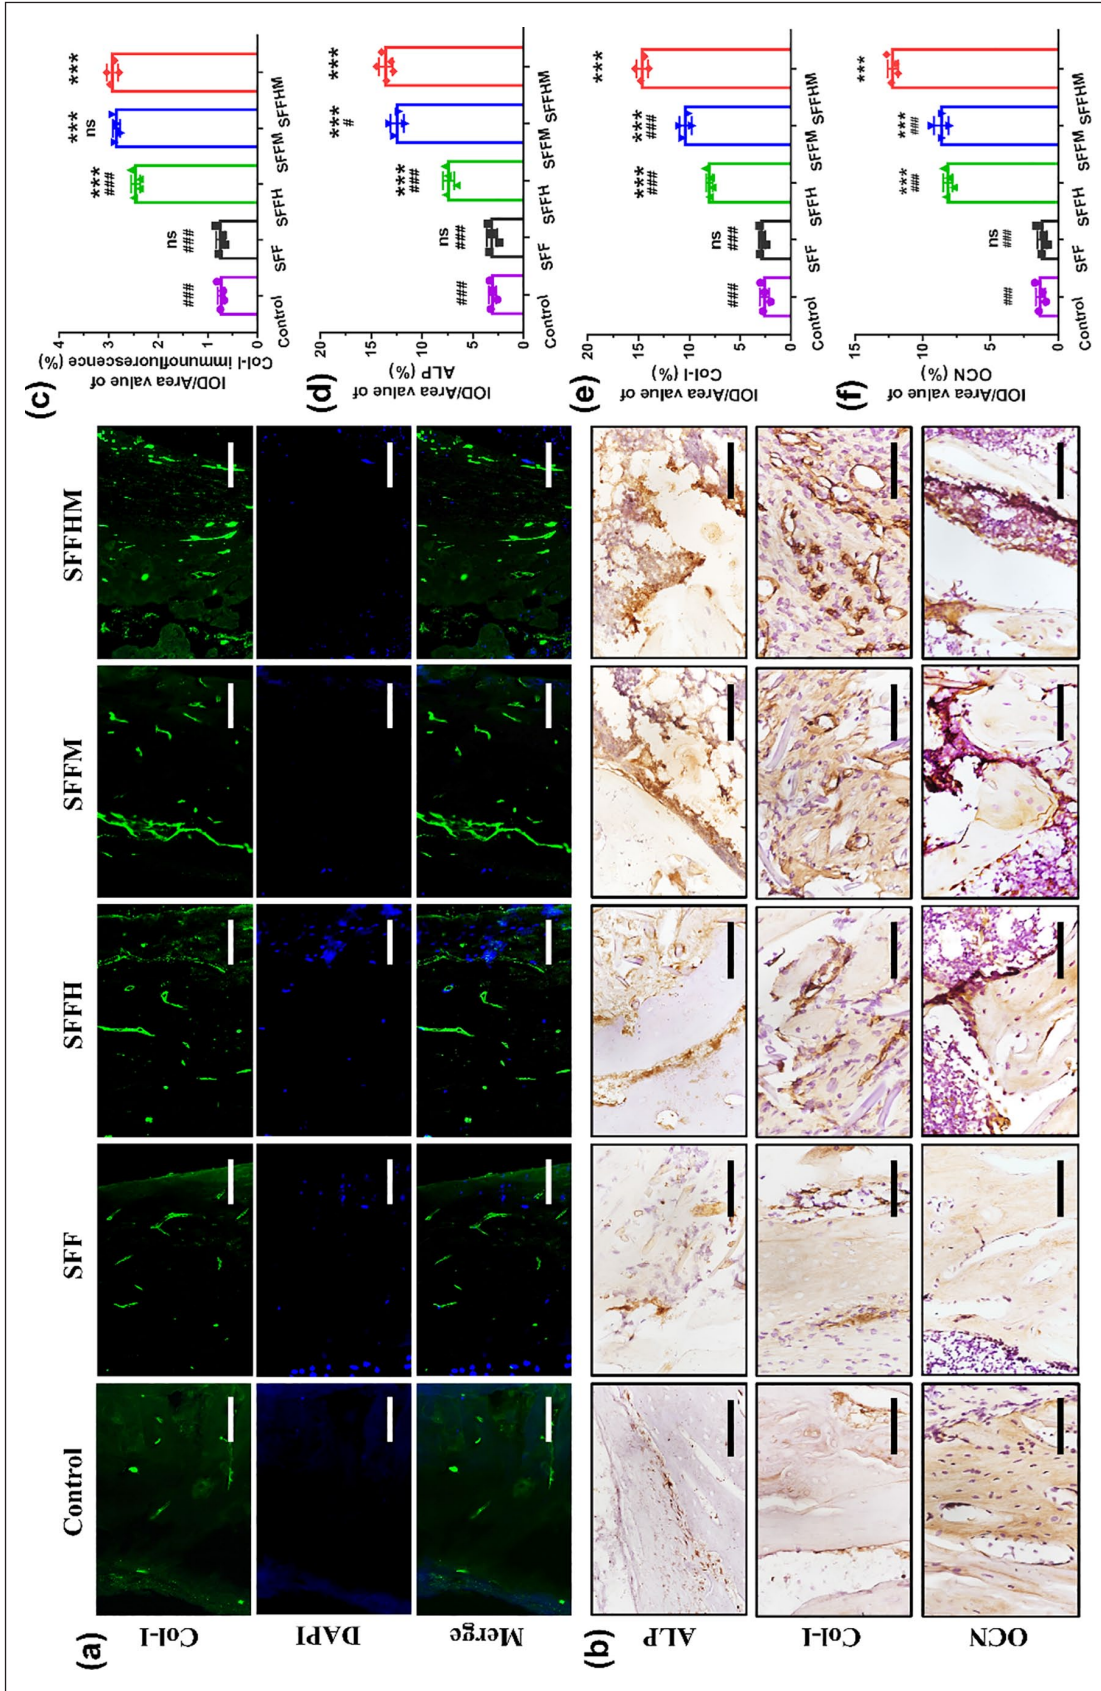 Control SFF SFFH SFFM SFFHM
(a)
Col-I
DAPI
Merge
(b)
ALP
Col-I
OCN
(c)
IOD/Area value of
Col-I immunofluorescence (%)
4
3
2
1
0
###
ns
###
***
###
***
ns
***
Control SFF SFFH SFFM SFFHM
(d)
IOD/Area value of
ALP (%)
20
15
10
5
0
###
ns
###
***
###
***
#
***
Control SFF SFFH SFFM SFFHM
(e)
IOD/Area value of
Col-I (%)
20
15
10
5
0
###
ns
###
***
###
***
###
***
Control SFF SFFH SFFM SFFHM
(f)
IOD/Area value of
OCN (%)
15
10
5
0
###
ns
###
***
###
***
###
***
Control SFF SFFH SFFM SFFHM